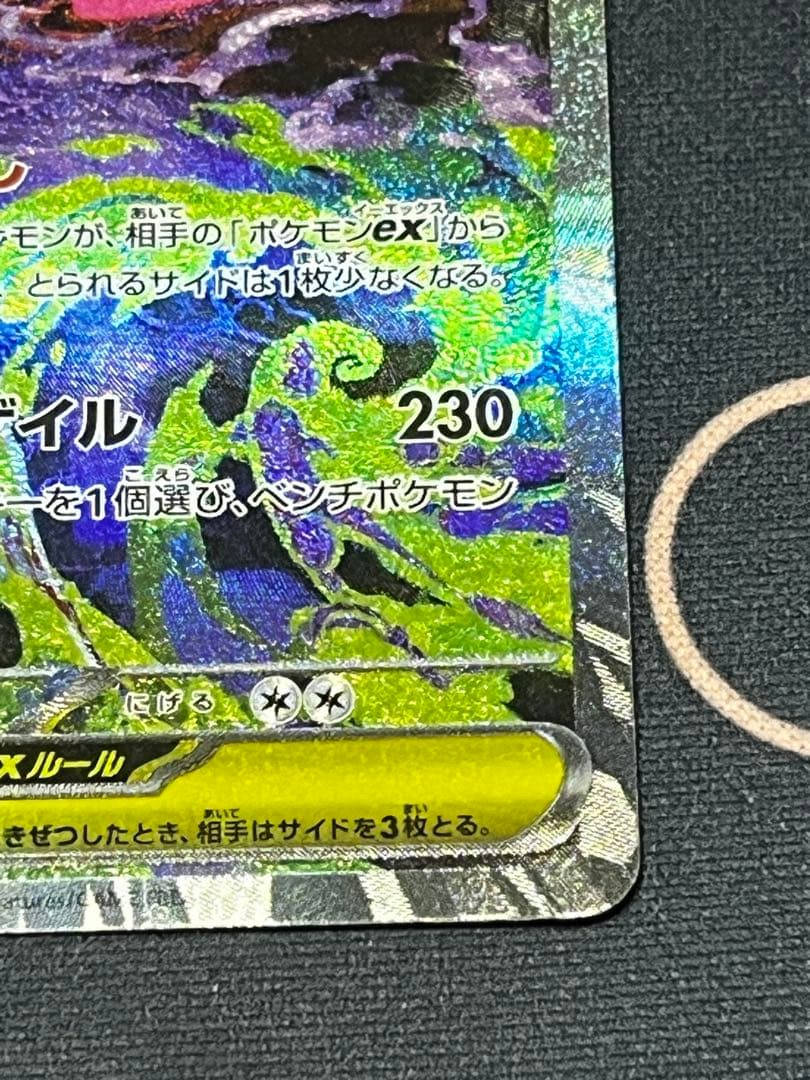 ケモンが、相手の「ポケモンex」から
、とられるサイドは1枚少なくなる。
ゲイル 230
ーを1個選び、ベンチポケモン
にげる
xルール
きぜつしたとき、相手はサイドを3枚とる。